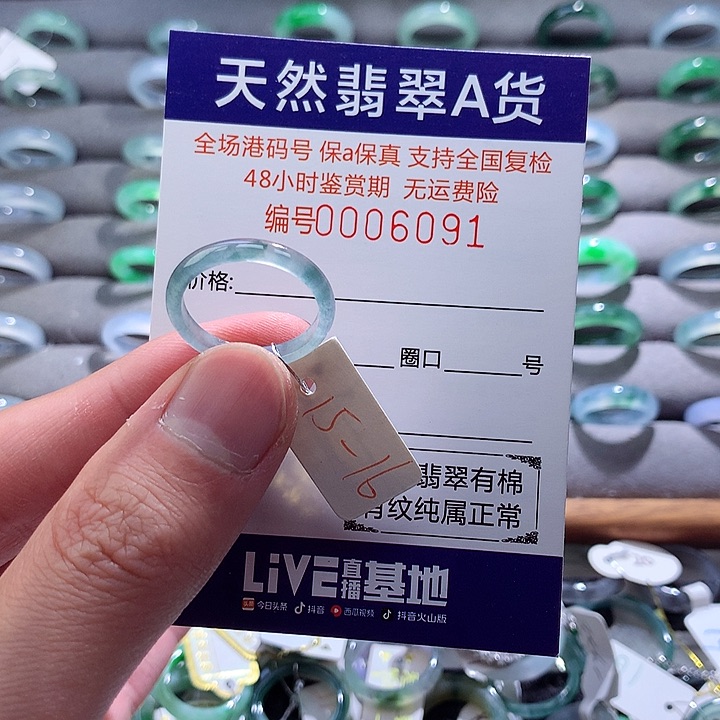 天然翡翠A货
全场港码号 保a保真 支持全国复检
48小时鉴赏期 无运费险
编号0006091
价格:
圈口 号
15-16
翡翠有棉
有纹纯属正常
LiVE直播基地
今日头条 抖音 西瓜视频 抖音火山版